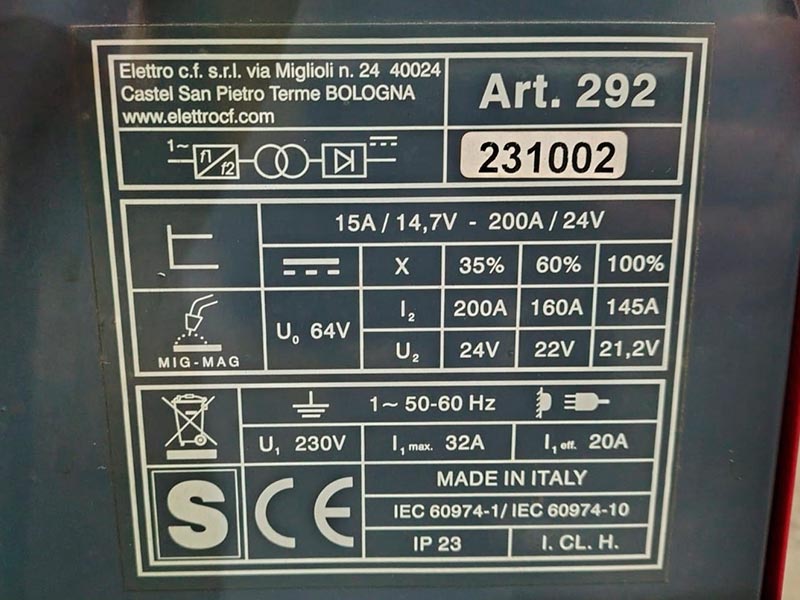 Elettro c.f. s.r.l. via Miglioli n. 24 40024
Castel San Pietro Terme BOLOGNA
www.elettrocf.com
Art. 292
1~ f1 f2
231002
15A / 14,7V - 200A / 24V
X 35% 60% 100%
MIG-MAG
U0 64V
I2 200A 160A 145A
U2 24V 22V 21,2V
1~ 50-60 Hz
U1 230V I1 max. 32A I1 eff. 20A
S CE
MADE IN ITALY
IEC 60974-1/ IEC 60974-10
IP 23 I. CL. H.